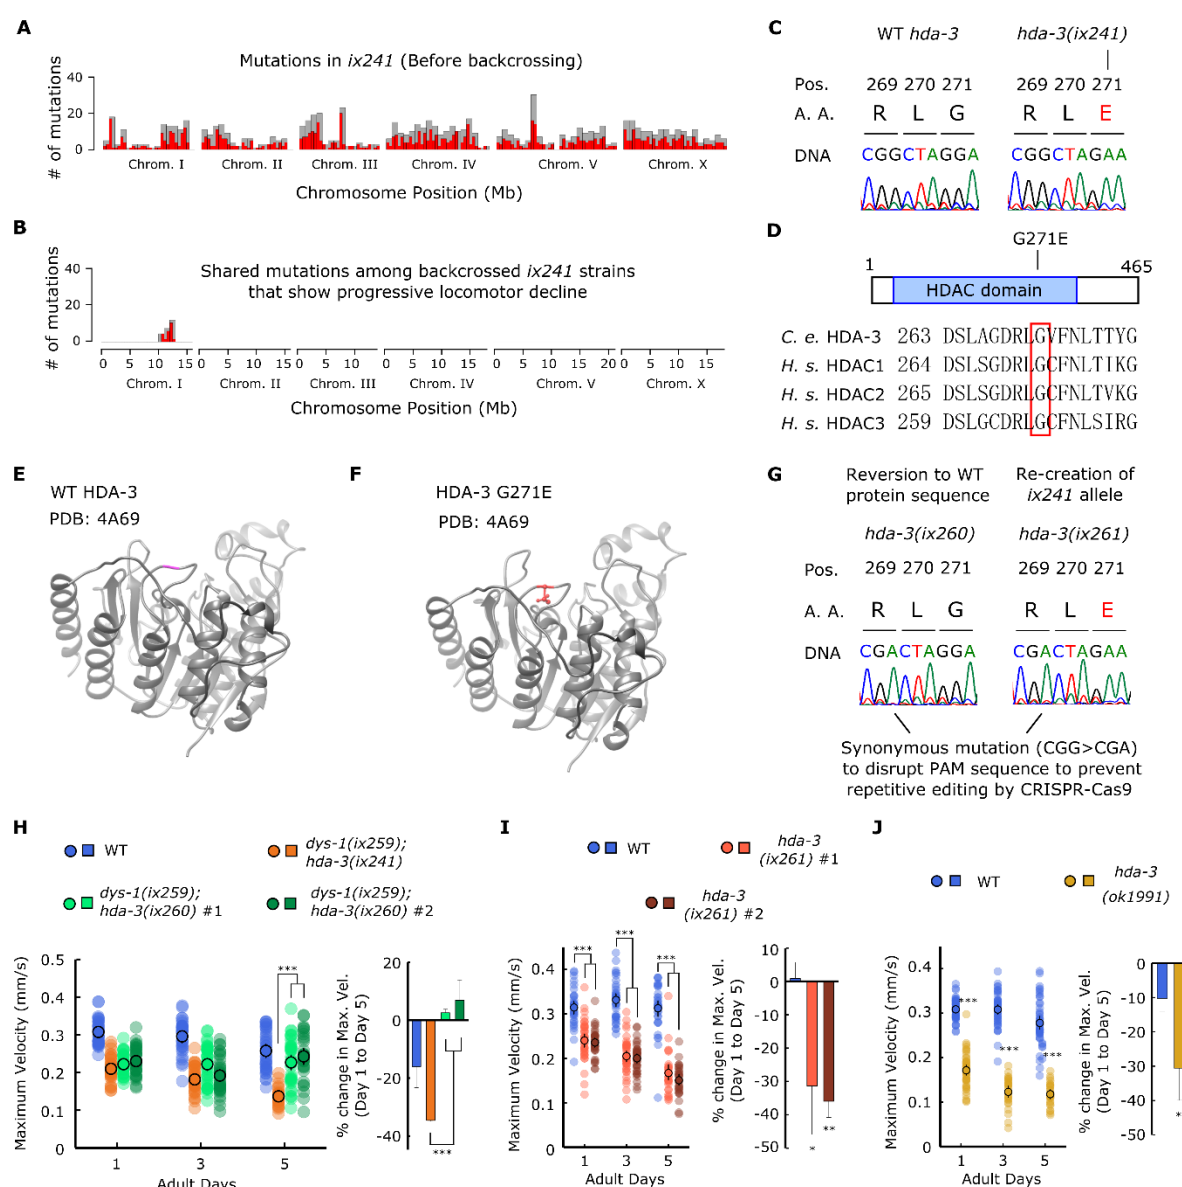 A
Mutations in ix241 (Before backcrossing)
# of mutations
40
20
0
Chrom. I
Chrom. II
Chrom. III
Chrom. IV
Chrom. V
Chrom. X
Chromosome Position (Mb)
B
Shared mutations among backcrossed ix241 strains
that show progressive locomotor decline
# of mutations
40
20
0
0 5 10 15 0 5 10 15 0 5 10 0 5 10 15 0 5 10 15 20 0 5 10 15
Chrom. I
Chrom. II
Chrom. III
Chrom. IV
Chrom. V
Chrom. X
Chromosome Position (Mb)
C
WT hda-3
hda-3(ix241)
Pos. 269 270 271 269 270 271
A. A. R L G R L E
DNA CGGCTAGGA CGGCTAGAA
D
G271E
1
465
HDAC domain
C. e. HDA-3 263 DSLAGDRLGVFNLTTYG
H. s. HDAC1 264 DSLSGDRLGCFNLTIKG
H. s. HDAC2 265 DSLSGDRLGCFNLTVKG
H. s. HDAC3 259 DSLGCDRLGCFNLSIRG
E
WT HDA-3
PDB: 4A69
F
HDA-3 G271E
PDB: 4A69
G
Reversion to WT
protein sequence
Re-creation of
ix241 allele
hda-3(ix260)
hda-3(ix261)
Pos. 269 270 271 269 270 271
A. A. R L G R L E
DNA CGACTAGGA CGACTAGAA
Synonymous mutation (CGG>CGA)
to disrupt PAM sequence to prevent
repetitive editing by CRISPR-Cas9
H
WT
dys-1(ix259);
hda-3(ix241)
dys-1(ix259);
hda-3(ix260) #1
dys-1(ix259);
hda-3(ix260) #2
Maximum Velocity (mm/s)
0.5
0.4
0.3
0.2
0.1
0
***
1 3 5
Adult Days
% change in Max. Vel.
(Day 1 to Day 5)
20
0
-20
-40
***
I
WT
hda-3
(ix261) #1
hda-3
(ix261) #2
Maximum Velocity (mm/s)
0.4
0.3
0.2
0.1
0
***
***
***
1 3 5
Adult Days
% change in Max. Vel.
(Day 1 to Day 5)
10
0
-10
-20
-30
-40
-50
*
**
J
WT
hda-3
(ok1991)
Maximum Velocity (mm/s)
0.4
0.3
0.2
0.1
0
***
***
***
1 3 5
Adult Days
% change in Max. Vel.
(Day 1 to Day 5)
0
-10
-20
-30
-40
-50
*